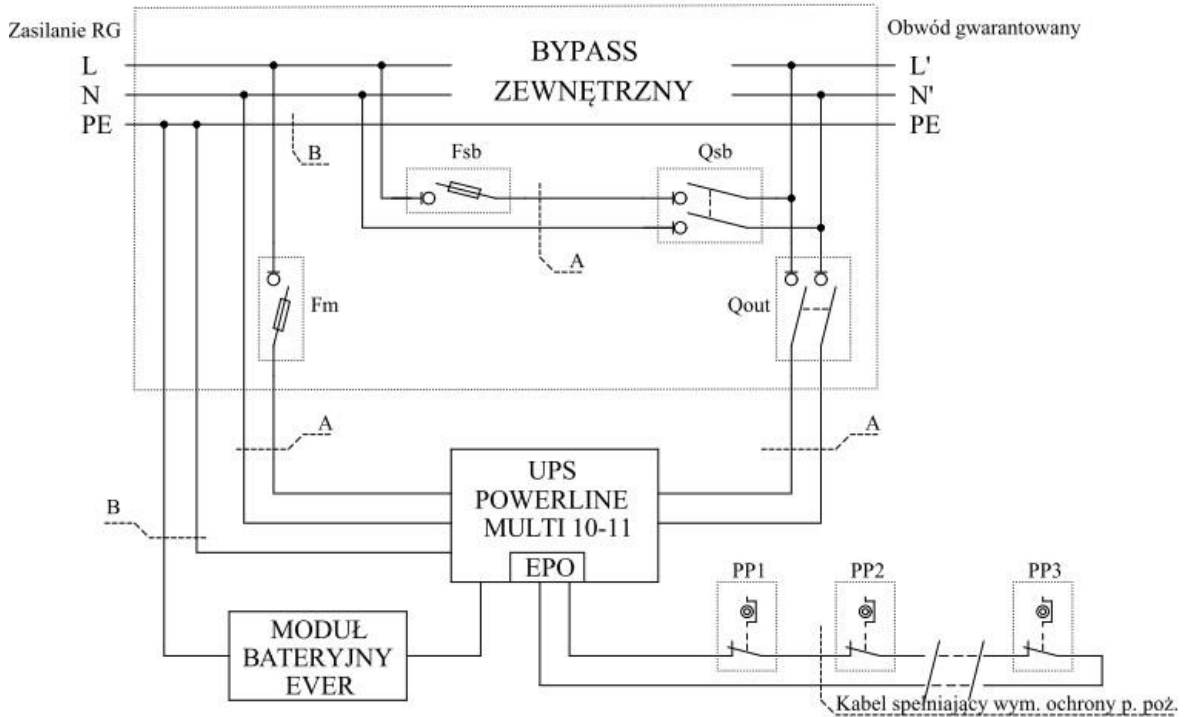 Zasilanie RG
Obwód gwarantowany
BYPASS
ZEWNĘTRZNY
L
L'
N
N'
PE
PE
B
Fsb
Qsb
A
Fm
Qout
A
A
B
UPS
POWERLINE
MULTI 10-11
EPO
PP1
PP2
PP3
MODUŁ
BATERYJNY
EVER
Kabel spełniający wym. ochrony p. poż.